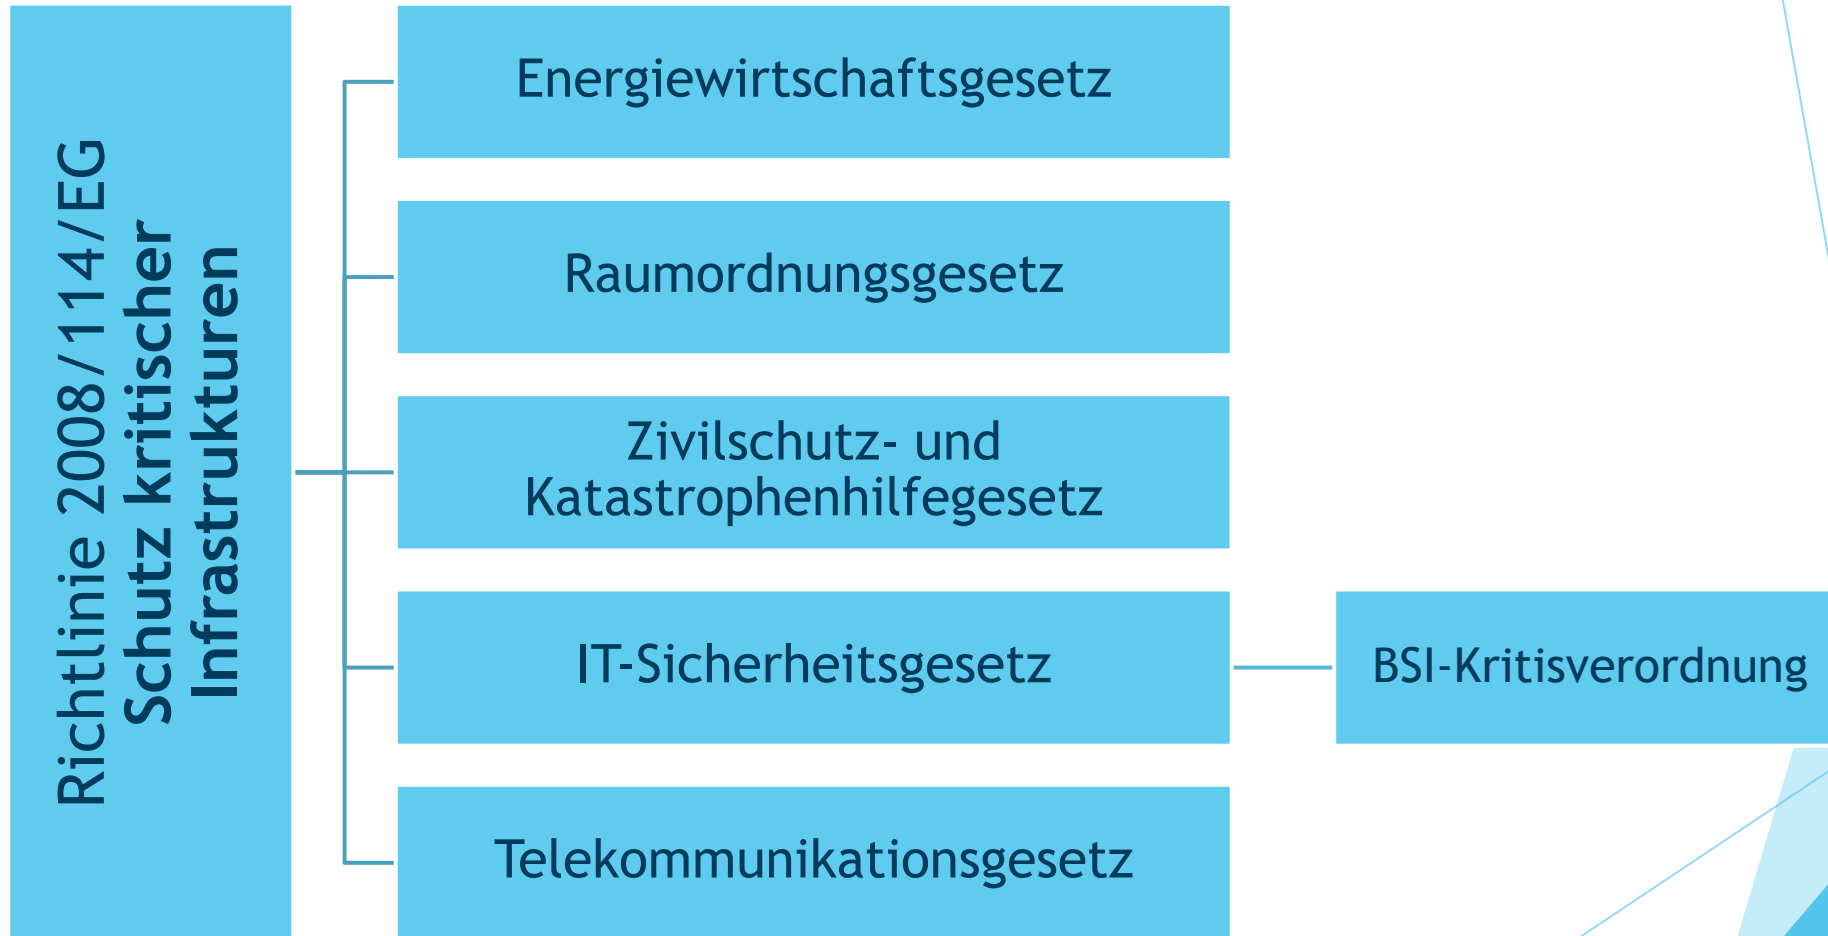 Richtlinie 2008/114/EG
Schutz kritischer
Infrastrukturen
Energiewirtschaftsgesetz
Raumordnungsgesetz
Zivilschutz- und
Katastrophenhilfegesetz
IT-Sicherheitsgesetz
BSI-Kritisverordnung
Telekommunikationsgesetz